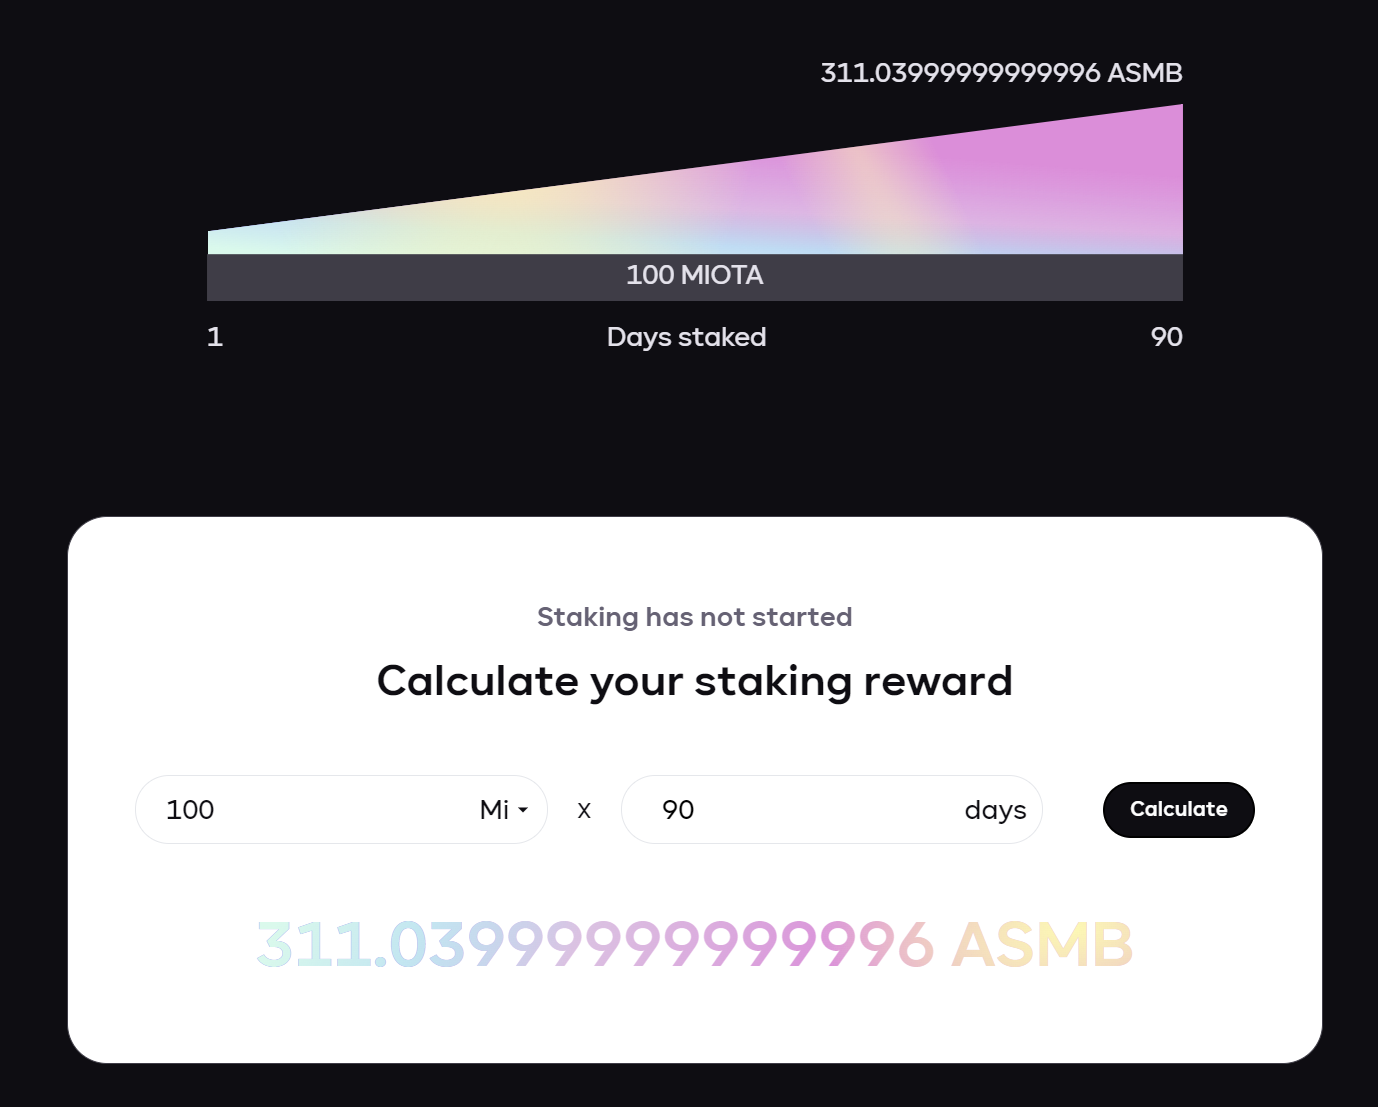 311.03999999999996 ASMB
100 MIOTA
1 Days staked 90
Staking has not started
Calculate your staking reward
100 Mi x 90 days Calculate
311.03999999999996 ASMB